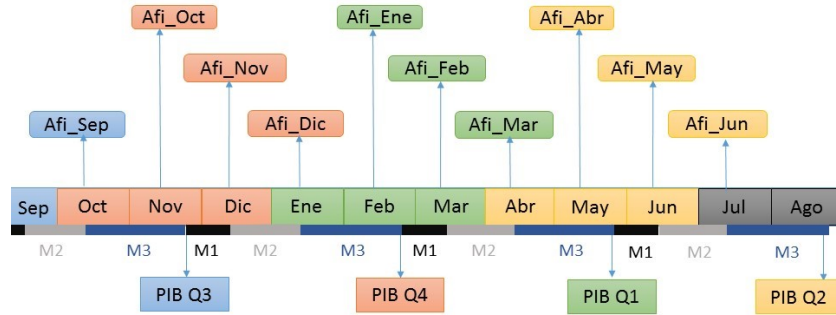 Afi_Oct
Afi_Ene
Afi_Abr
Afi_Nov
Afi_Feb
Afi_May
Afi_Sep
Afi_Dic
Afi_Mar
Afi_Jun
Sep Oct Nov Dic Ene Feb Mar Abr May Jun Jul Ago
M2 M3 M1 M2 M3 M1 M2 M3 M1 M2 M3
PIB Q3 PIB Q4 PIB Q1 PIB Q2